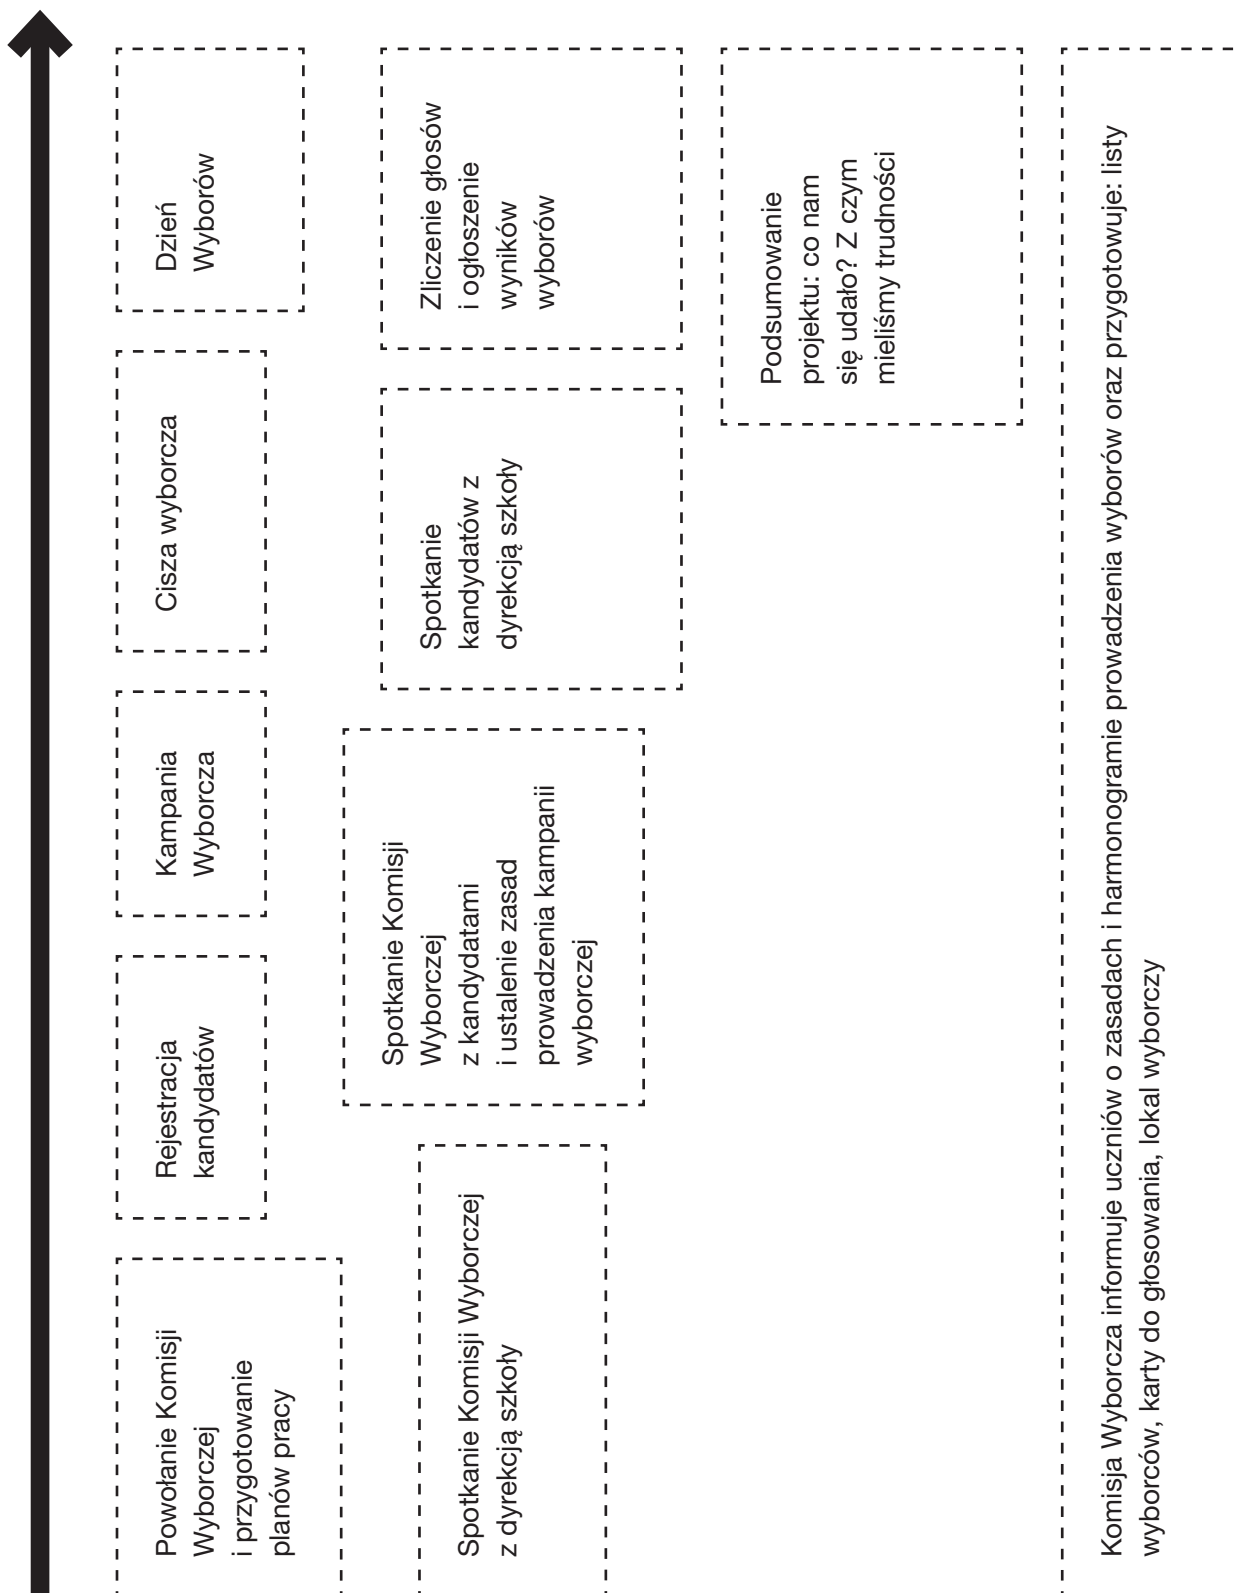 Powołanie Komisji
Wyborczej
i przygotowanie
planów pracy
Rejestracja
kandydatów
Kampania
Wyborcza
Cisza wyborcza
Dzień
Wyborów
Spotkanie Komisji Wyborczej
z dyrekcją szkoły
Spotkanie Komisji
Wyborczej
z kandydatami
i ustalenie zasad
prowadzenia kampanii
wyborczej
Spotkanie
kandydatów z
dyrekcją szkoły
Zliczenie głosów
i ogłoszenie
wyników
wyborów
Podsumowanie
projektu: co nam
się udało? Z czym
mieliśmy trudności
Komisja Wyborcza informuje uczniów o zasadach i harmonogramie prowadzenia wyborów oraz przygotowuje: listy
wyborców, karty do głosowania, lokal wyborczy